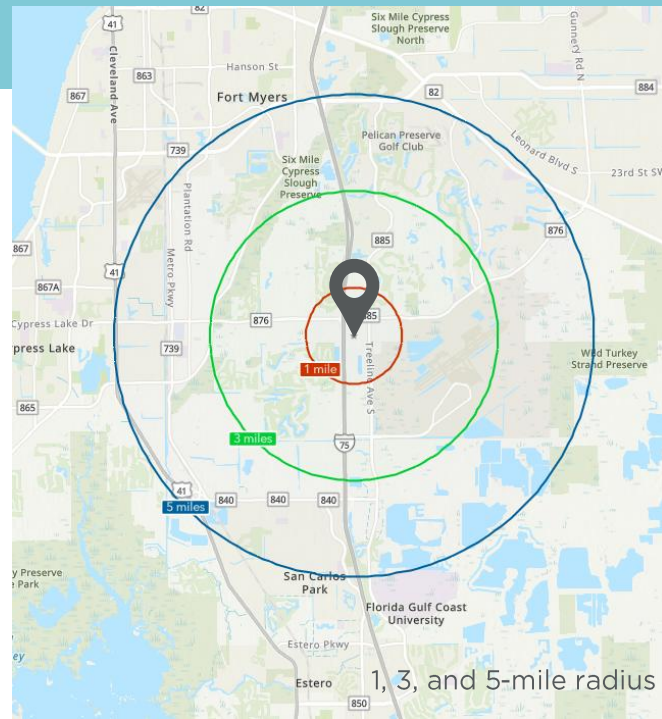 41
82
Six Mile Cypress
Slough Preserve
North
Gunnery Rd N
Cleveland Ave
Hanson St
863
867
Fort Myers
82
884
739
Pelican Preserve
Golf Club
Leonard Blvd S
Six Mile
Cypress
Slough
Preserve
23rd St SW
Plantation Rd
Metro Pkwy
867
885
876
41
867A
Cypress Lake Dr
876
885
press Lake
739
1 mile
Treeline Ave S
Wild Turkey
Strand Preserve
865
3 miles
75
41
5 miles
840
840
840
y Preserve
e Park
San Carlos
Park
Florida Gulf Coast
University
Estero Pkwy
ey
Estero
850
1, 3, and 5-mile radius